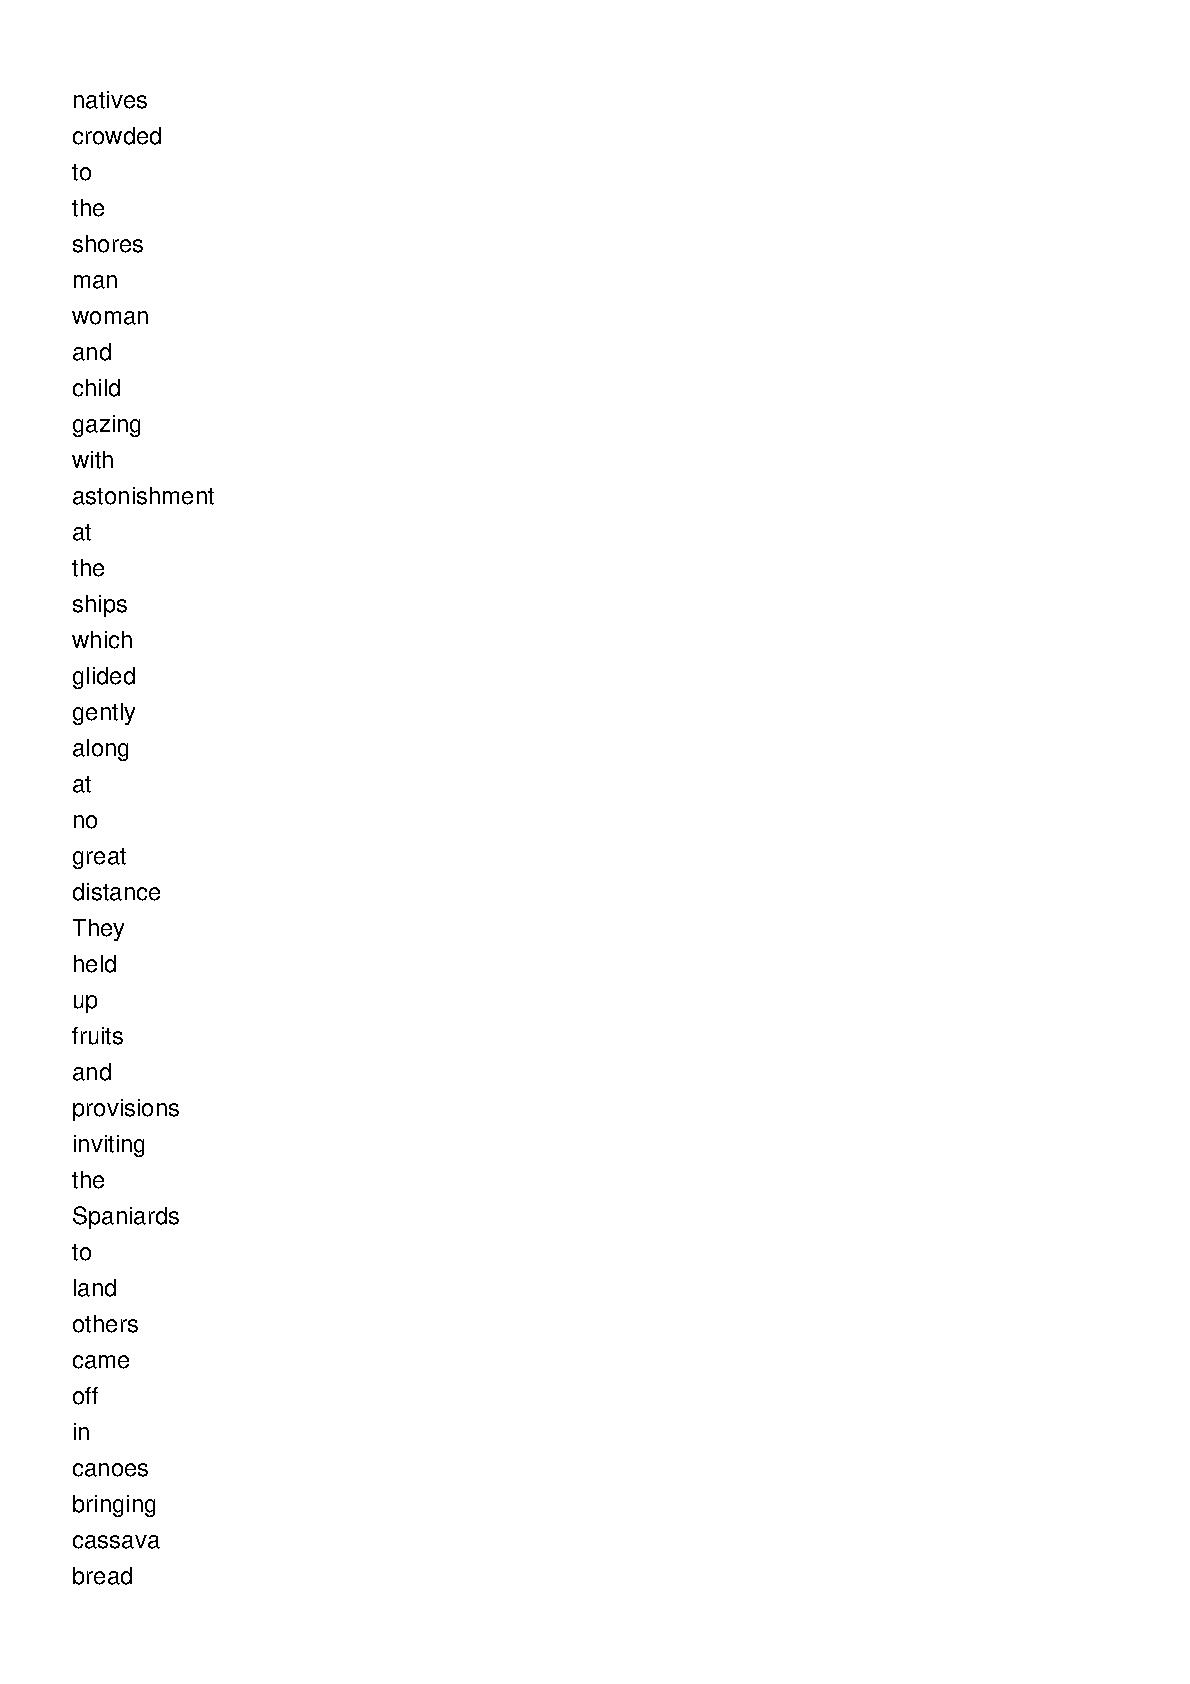 natives
crowded
to
the
shores
man
woman
and
child
gazing
with
astonishment
at
the
ships
which
glided
gently
along
at
no
great
distance
They
held
up
fruits
and
provisions
inviting
the
Spaniards
to
land
others
came
off
in
canoes
bringing
cassava
bread